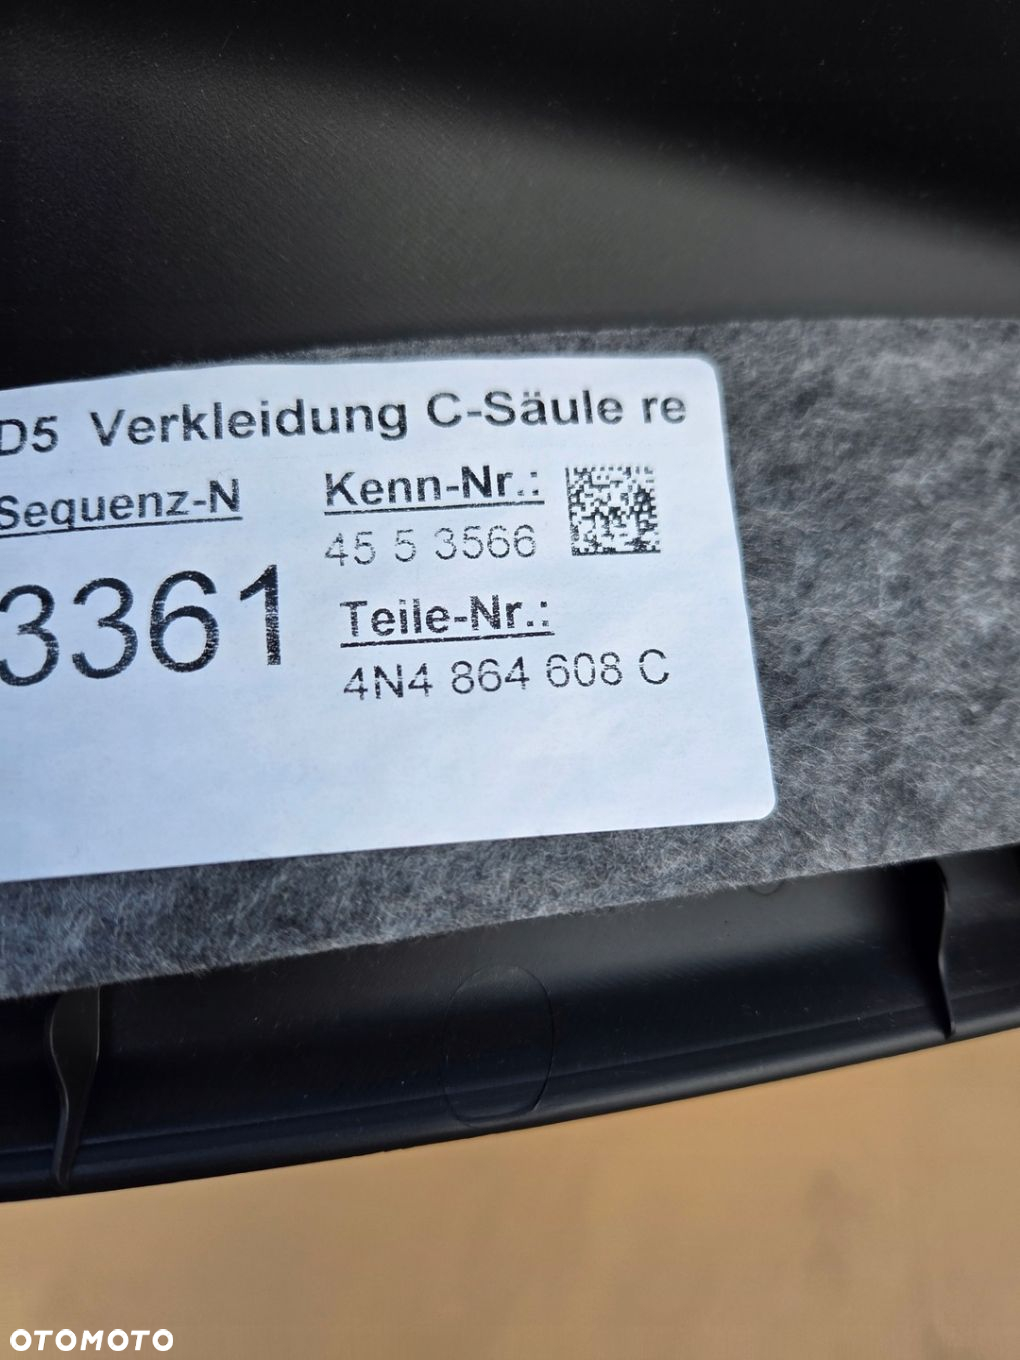 D5 Verkleidung C-Säule re
Sequenz-N
Kenn-Nr.:
45 5 3566
3361
Teile-Nr.:
4N4 864 608 C
OTOMOTO